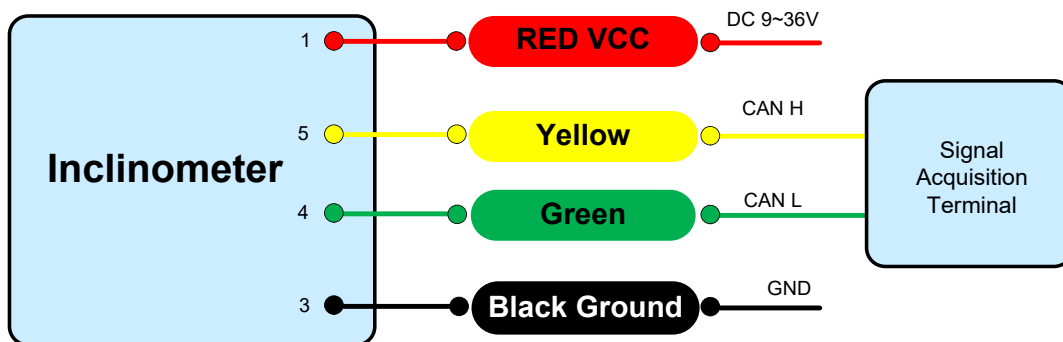 1
RED VCC
DC 9~36V
Inclinometer
5
Yellow
CAN H
4
Green
CAN L
Signal
Acquisition
Terminal
3
Black Ground
GND